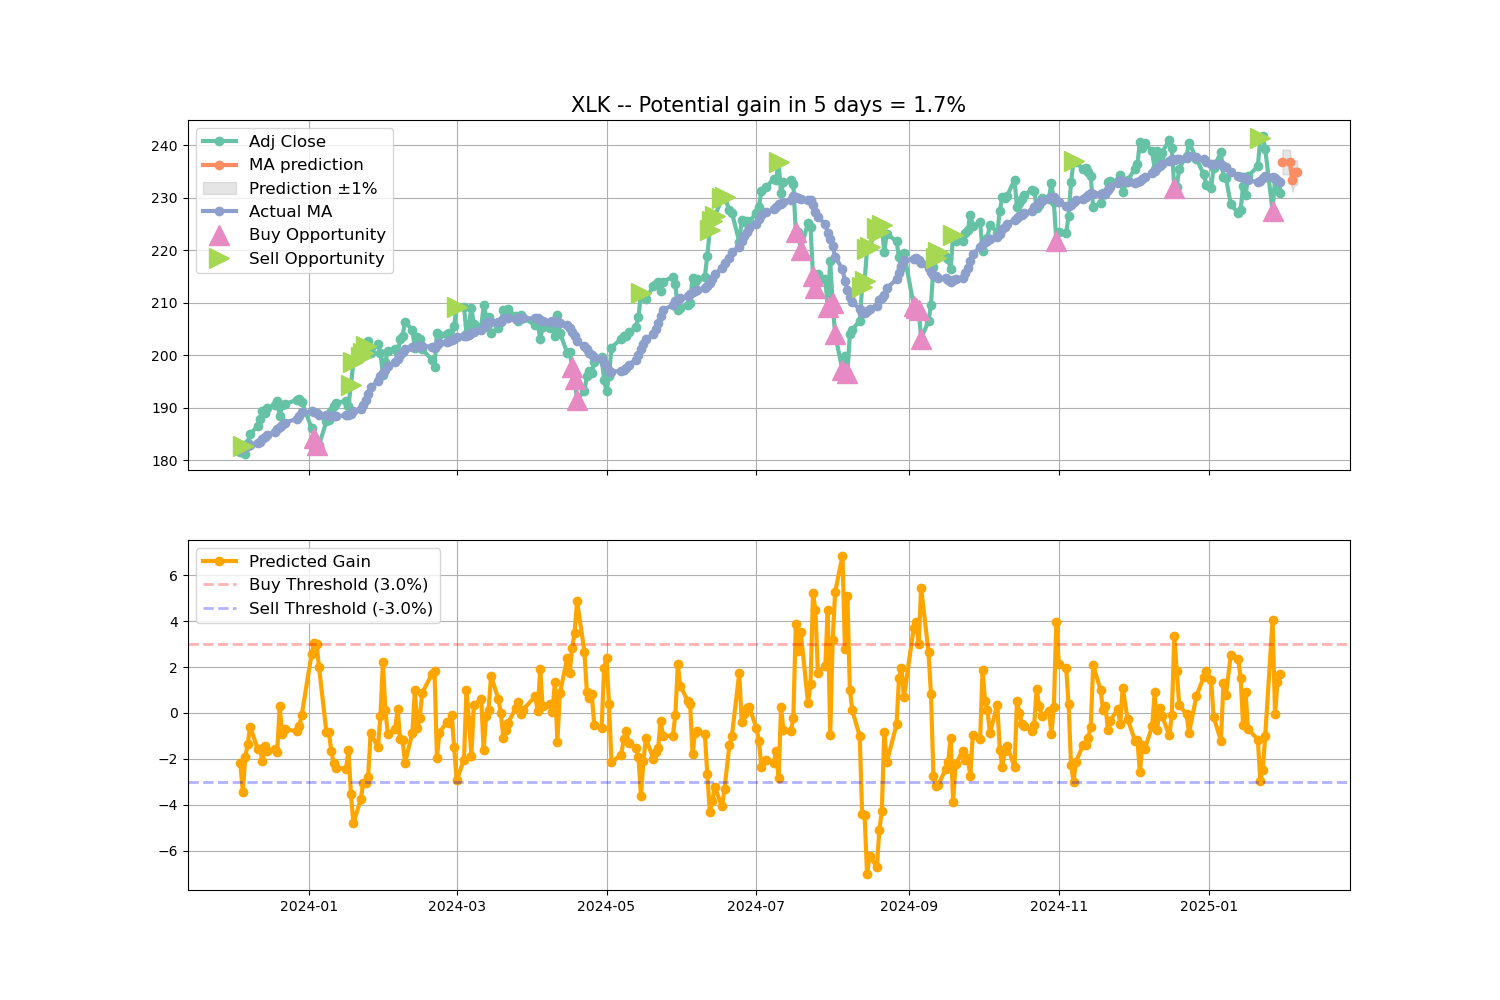 XLK -- Potential gain in 5 days = 1.7%
Adj Close
MA prediction
Prediction ±1%
Actual MA
Buy Opportunity
Sell Opportunity
240
230
220
210
200
190
180
Predicted Gain
Buy Threshold (3.0%)
Sell Threshold (-3.0%)
6
4
2
0
−2
−4
−6
2024-01
2024-03
2024-05
2024-07
2024-09
2024-11
2025-01